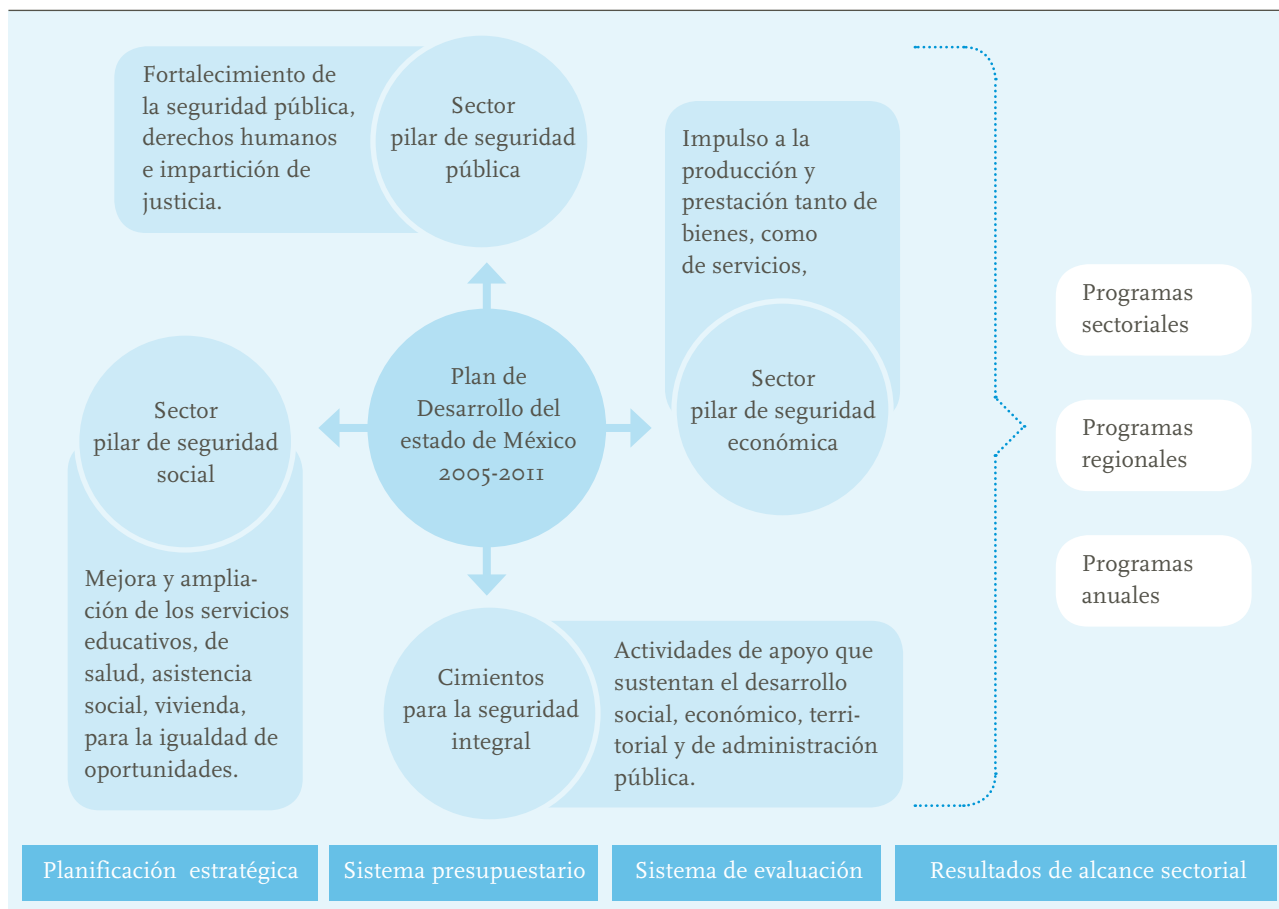 Fortalecimiento de
la seguridad pública,
derechos humanos
e impartición de
justicia.
Sector
pilar de seguridad
pública
Impulso a la
producción y
prestación tanto de
bienes, como
de servicios,
Sector
pilar de seguridad
económica
Plan de
Desarrollo del
estado de México
2005-2011
Sector
pilar de seguridad
social
Mejora y amplia-
ción de los servicios
educativos, de
salud, asistencia
social, vivienda,
para la igualdad de
oportunidades.
Cimientos
para la seguridad
integral
Actividades de apoyo que
sustentan el desarrollo
social, económico, terri-
torial y de administración
pública.
Programas
sectoriales
Programas
regionales
Programas
anuales
Planificación estratégica
Sistema presupuestario
Sistema de evaluación
Resultados de alcance sectorial